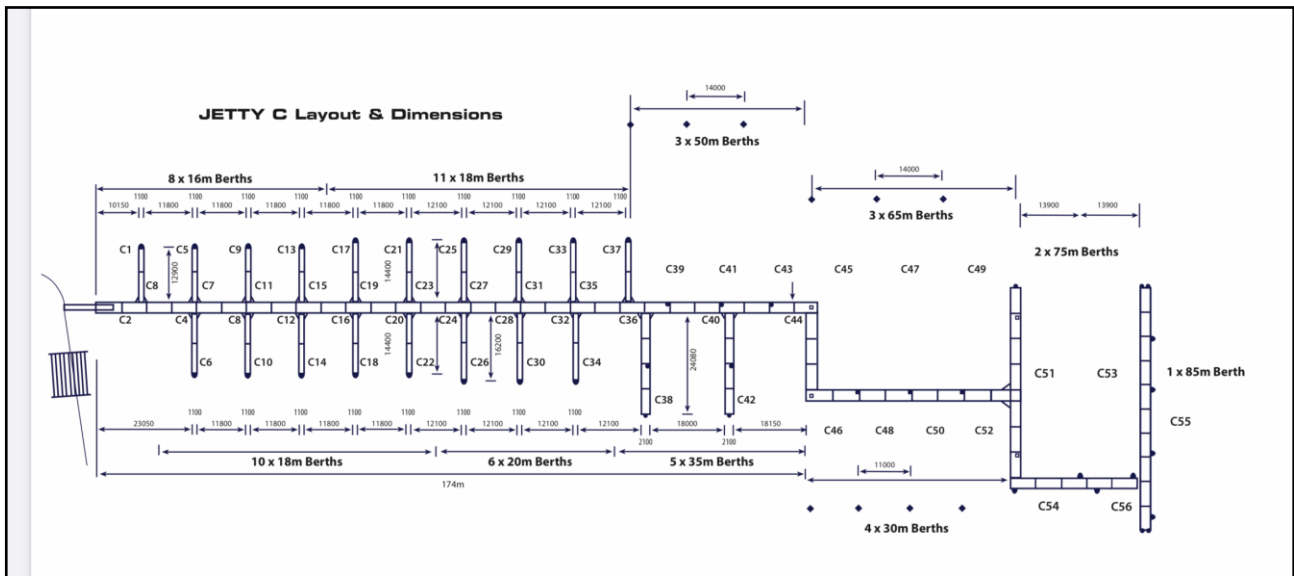 14000
JETTY C Layout & Dimensions
3 x 50m Berths
14000
8 x 16m Berths 11 x 18m Berths
1100 1100 1100 1100 1100 1100 1100 1100 1100 1100
10150 11800 11800 11800 11800 11800 12100 12100 12100 12100
3 x 65m Berths
13900 13900
2 x 75m Berths
C1 C5 C9 C13 C17 C21 C25 C29 C33 C37
C39 C41 C43 C45 C47 C49
12900
14400
C8 C7 C11 C15 C19 C23 C27 C31 C35
C2 C4 C8 C12 C16 C20 C24 C28 C32 C36 C40 C44
14400
16200
24080
C6 C10 C14 C18 C22 C26 C30 C34
C51 C53
1 x 85m Berth
C38 C42
C55
1100 1100 1100 1100 1100 1100 1100 1100
23050 11800 11800 11800 11800 12100 12100 12100 12100 18000 18150
2100 2100
C46 C48 C50 C52
10 x 18m Berths 6 x 20m Berths 5 x 35m Berths
11000
174m
C54 C56
4 x 30m Berths